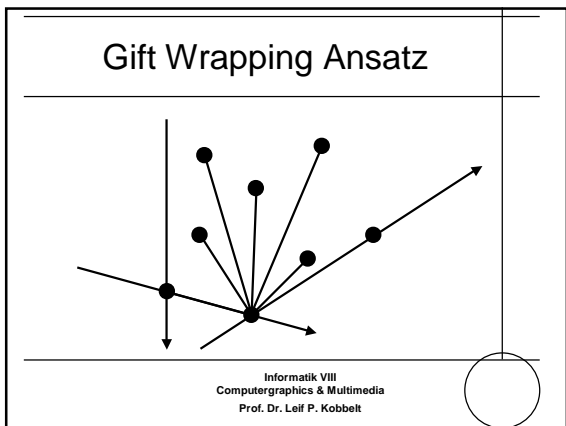 Gift Wrapping Ansatz
Informatik VIII
Computergraphics & Multimedia
Prof. Dr. Leif P. Kobbelt